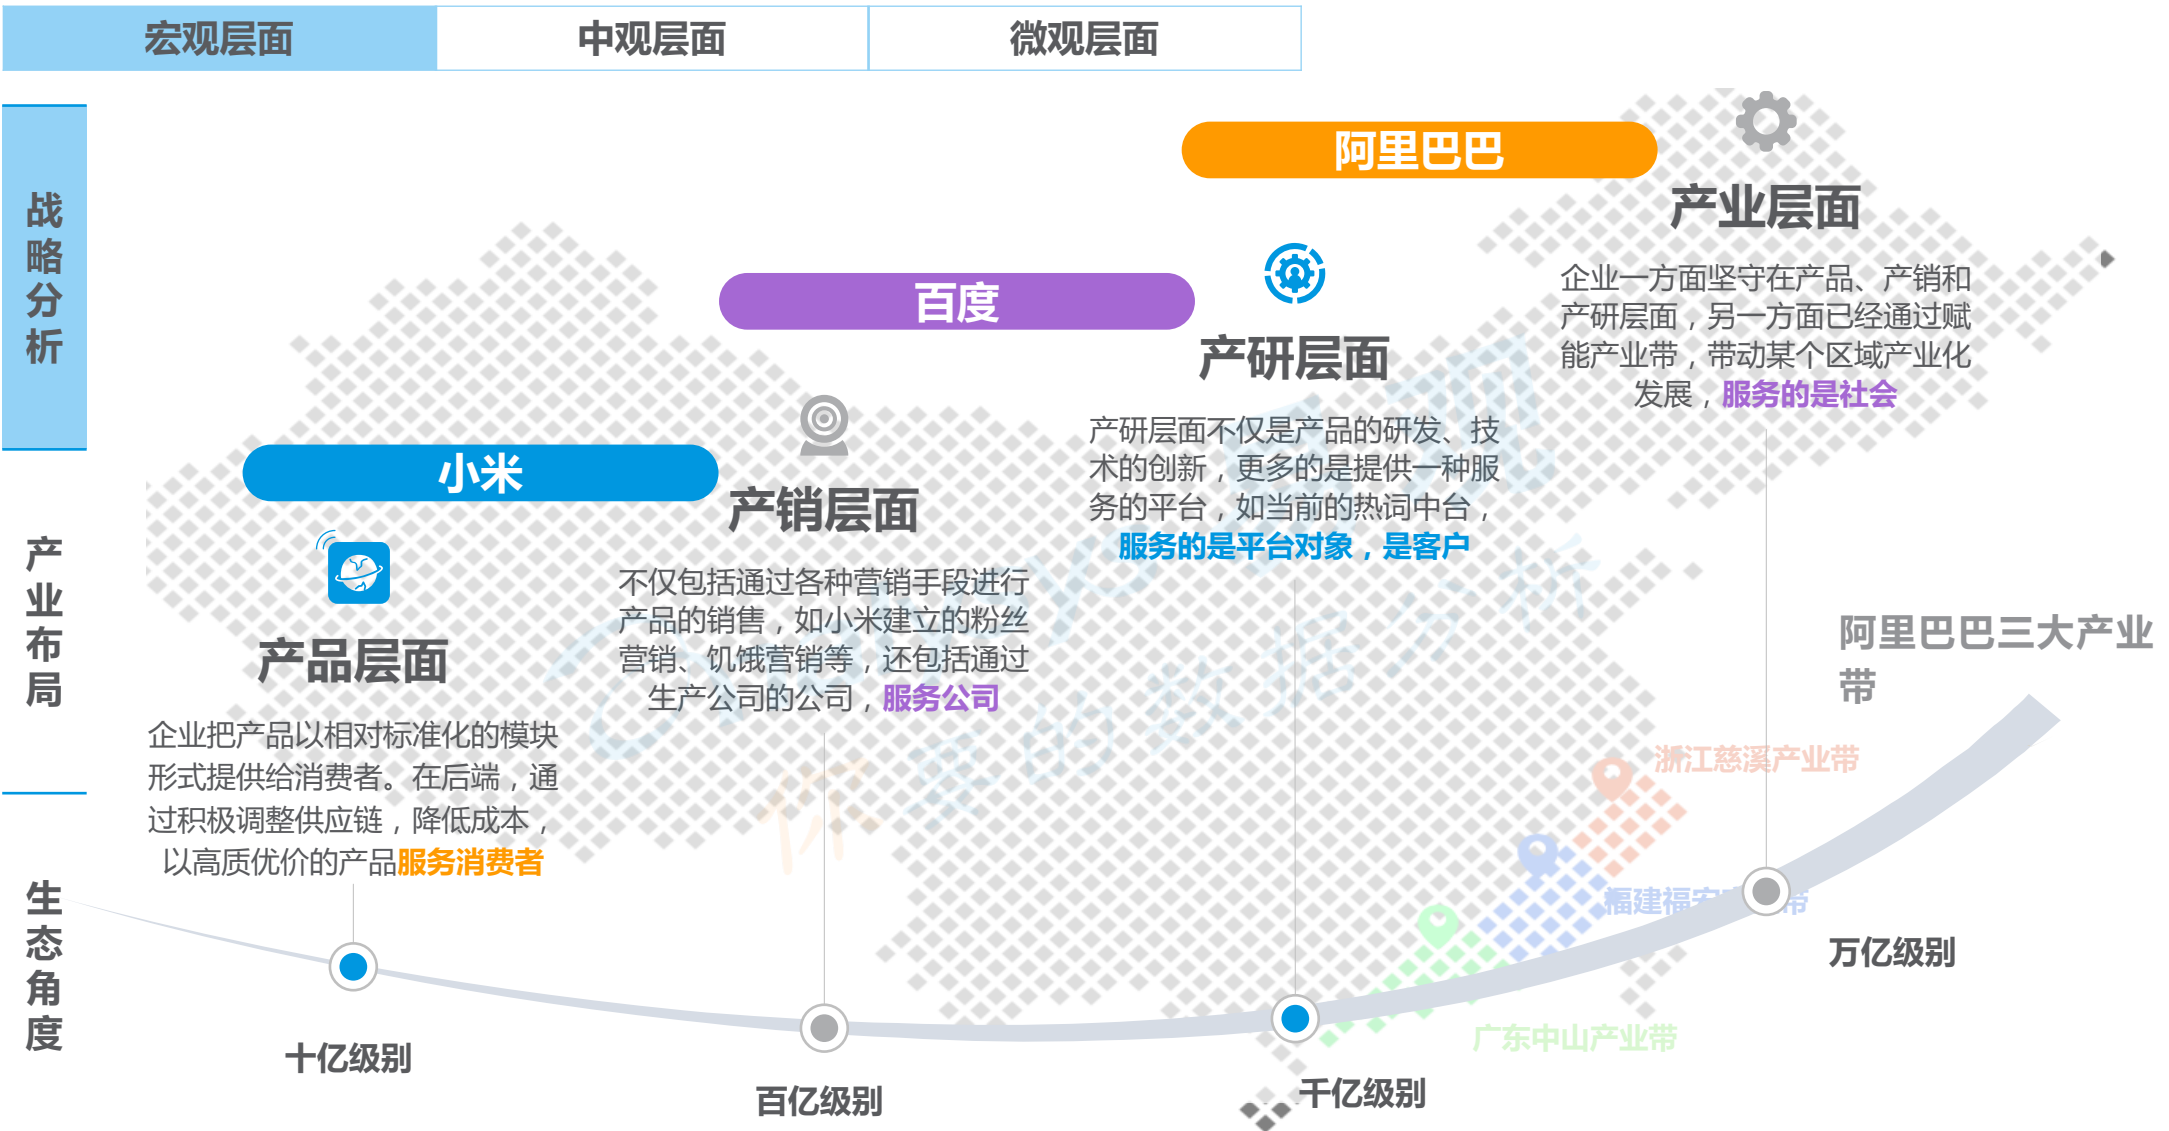 宏观层面
中观层面
微观层面
战略分析
产业布局
生态角度
阿里巴巴
产业层面
企业一方面坚守在产品、产销和
产研层面，另一方面已经通过赋
能产业带，带动某个区域产业化
发展，服务的是社会
百度
产研层面
产研层面不仅是产品的研发、技
术的创新，更多的是提供一种服
务的平台，如当前的热词中台，
服务的是平台对象，是客户
小米
产销层面
不仅包括通过各种营销手段进行
产品的销售，如小米建立的粉丝
营销、饥饿营销等，还包括通过
生产公司的公司，服务公司
产品层面
企业把产品以相对标准化的模块
形式提供给消费者。在后端，通
过积极调整供应链，降低成本，
以高质优价的产品服务消费者
阿里巴巴三大产业
带
浙江慈溪产业带
福建福安 带
广东中山产业带
十亿级别
百亿级别
千亿级别
万亿级别
你要的数据分析